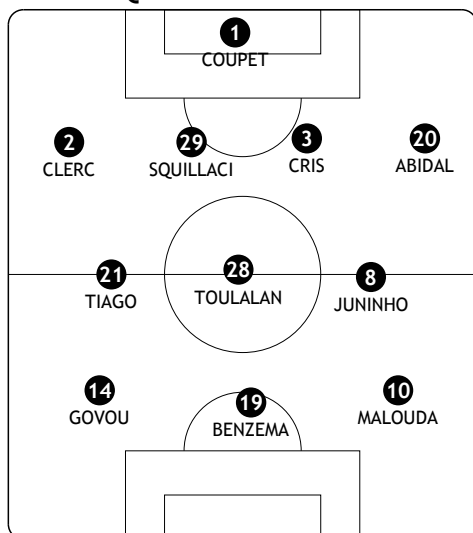 1
COUPET
2
CLERC
29
SQUILLACI
3
CRIS
20
ABIDAL
21
TIAGO
28
TOULALAN
8
JUNINHO
14
GOVOU
19
BENZEMA
10
MALOUDA